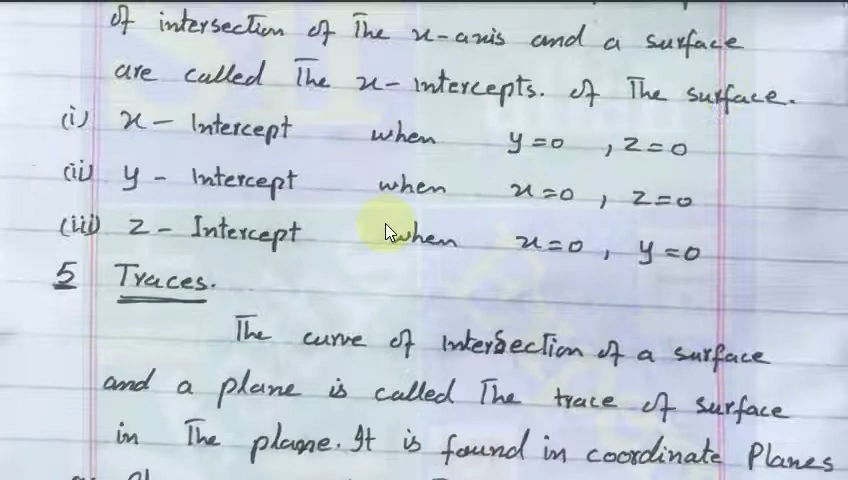 of intersection of The x-axis and a surface
are called The x-intercepts. of The surface.
(i) x - Intercept when y=0 , z=0
(ii) y - Intercept when x=0 , z=0
(iii) z - Intercept when x=0 , y=0
5 Traces.
The curve of intersection of a surface
and a plane is called The trace of surface
in The plane. It is found in coordinate Planes